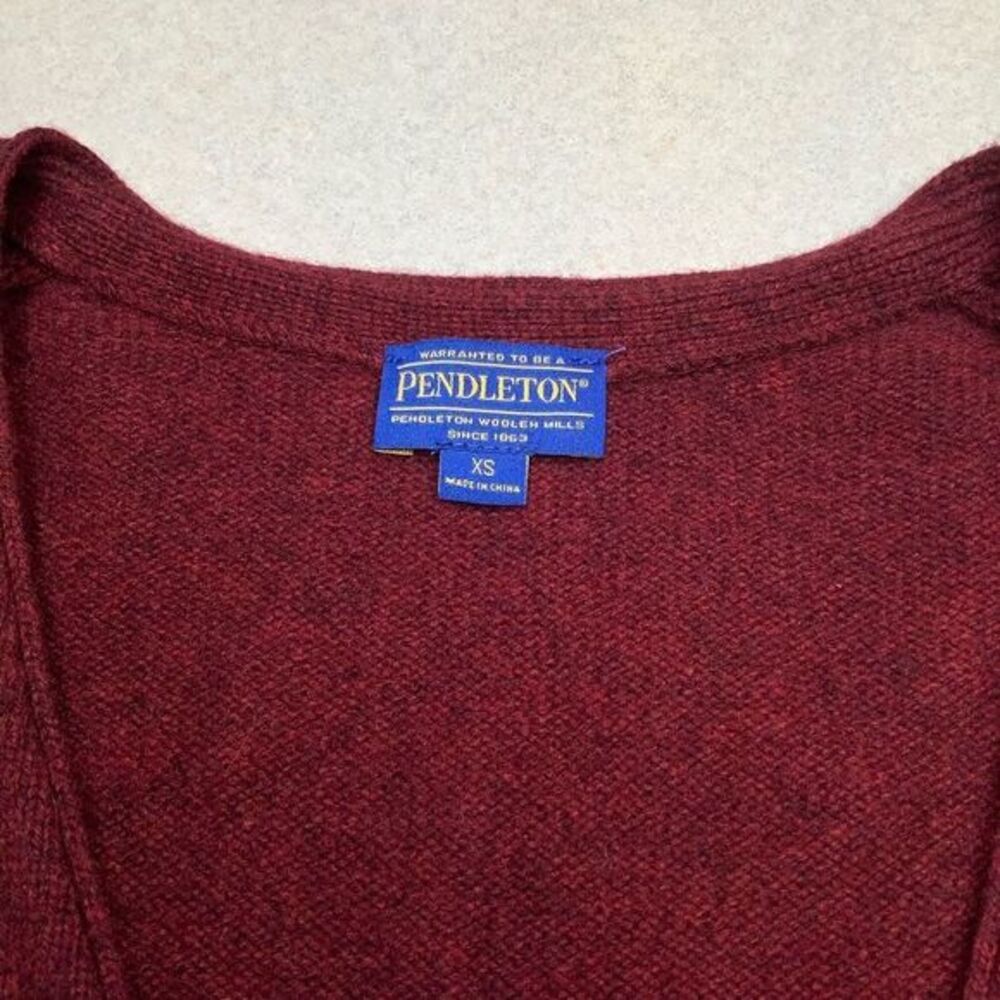 WARRANTED TO BE A
PENDLETON®
PENDLETON WOOLEN MILLS
SINCE 1863
XS
MADE IN CHINA